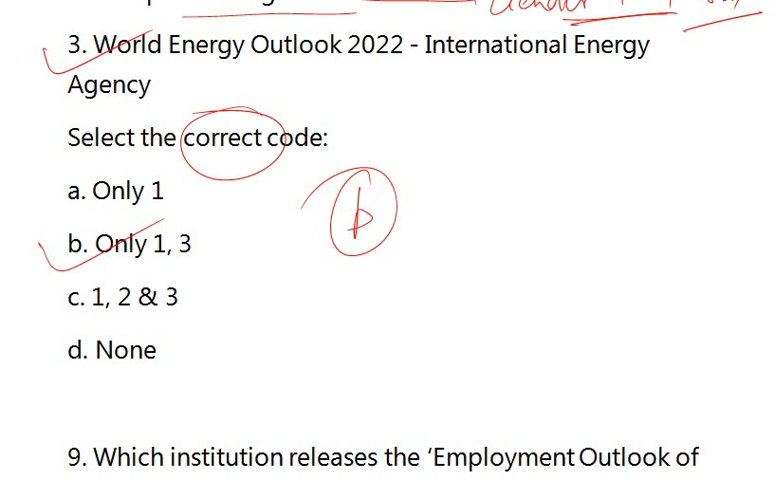 3. World Energy Outlook 2022 - International Energy
Agency
Select the correct code:
a. Only 1
b. Only 1, 3
b
c. 1, 2 & 3
d. None
9. Which institution releases the ‘Employment Outlook of